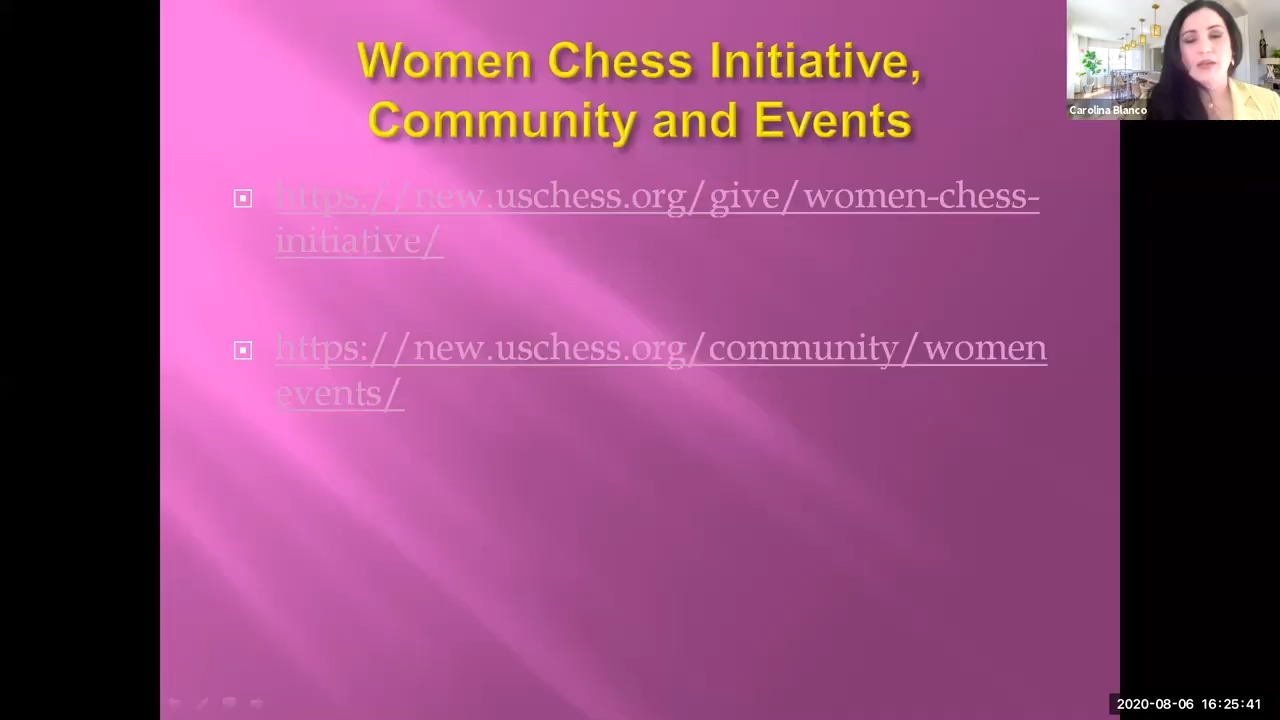 Women Chess Initiative,
Community and Events
https://new.uschess.org/give/women-chess-
initiative/
https://new.uschess.org/community/women
events/
Carolina Blanco
2020-08-06 16:25:41